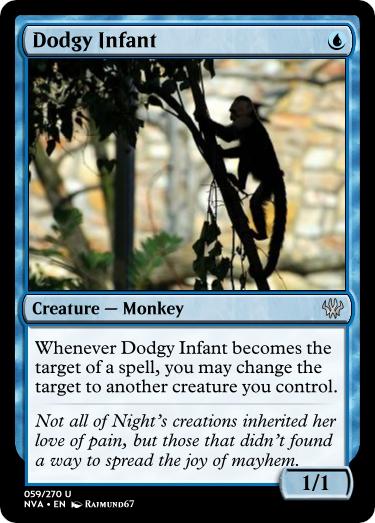 Dodgy Infant
Creature — Monkey
Whenever Dodgy Infant becomes the
target of a spell, you may change the
target to another creature you control.
Not all of Night's creations inherited her
love of pain, but those that didn't found
a way to spread the joy of mayhem.
1/1
059/270 U
NVA • EN Raimund67